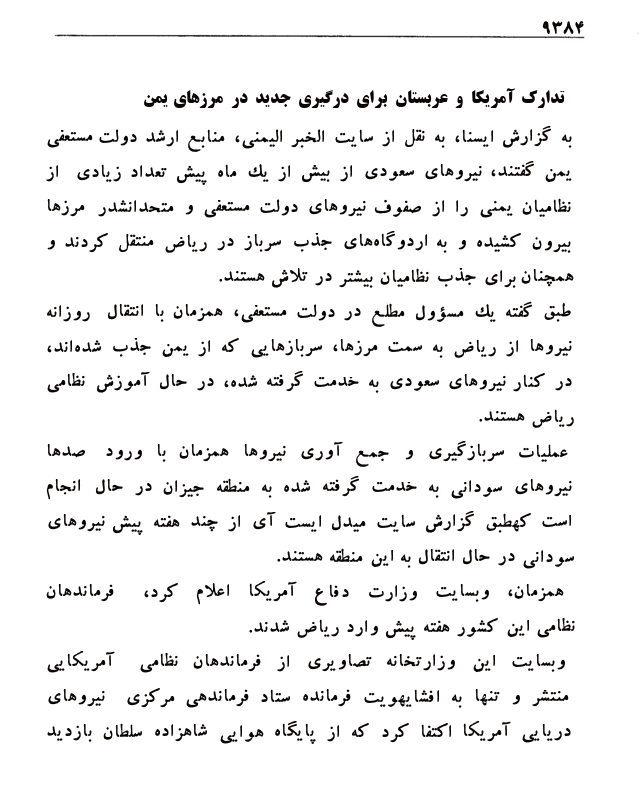 ۹۳۸۴
تدارک آمریکا و عربستان برای درگیری جدید در مرزهای یمن
به گزارش ایسنا، به نقل از سایت الخبر الیمنی، منابع ارشد دولت مستعفی
یمن گفتند، نیروهای سعودی از بیش از یك ماه پیش تعداد زیادی از
نظامیان یمنی را از صفوف نیروهای دولت مستعفی و متحدانشدر مرزها
بیرون کشیده و به اردوگاه‌های جذب سرباز در ریاض منتقل کردند و
همچنان برای جذب نظامیان بیشتر در تلاش هستند.
طبق گفته یك مسؤول مطلع در دولت مستعفی، همزمان با انتقال روزانه
نیروها از ریاض به سمت مرزها، سربازهایی که از یمن جذب شده‌اند،
در کنار نیروهای سعودی به خدمت گرفته شده، در حال آموزش نظامی
ریاض هستند.
عملیات سربازگیری و جمع آوری نیروها همزمان با ورود صدها
نیروهای سودانی به خدمت گرفته شده به منطقه جیزان در حال انجام
است کهطبق گزارش سایت میدل ایست آی از چند هفته پیش نیروهای
سودانی در حال انتقال به این منطقه هستند.
همزمان، وبسایت وزارت دفاع آمریکا اعلام کرد، فرماندهان
نظامی این کشور هفته پیش وارد ریاض شدند.
وبسایت این وزارتخانه تصاویری از فرماندهان نظامی آمریکایی
منتشر و تنها به افشایهویت فرمانده ستاد فرماندهی مرکزی نیروهای
دریایی آمریکا اکتفا کرد که از پایگاه هوایی شاهزاده سلطان بازدید